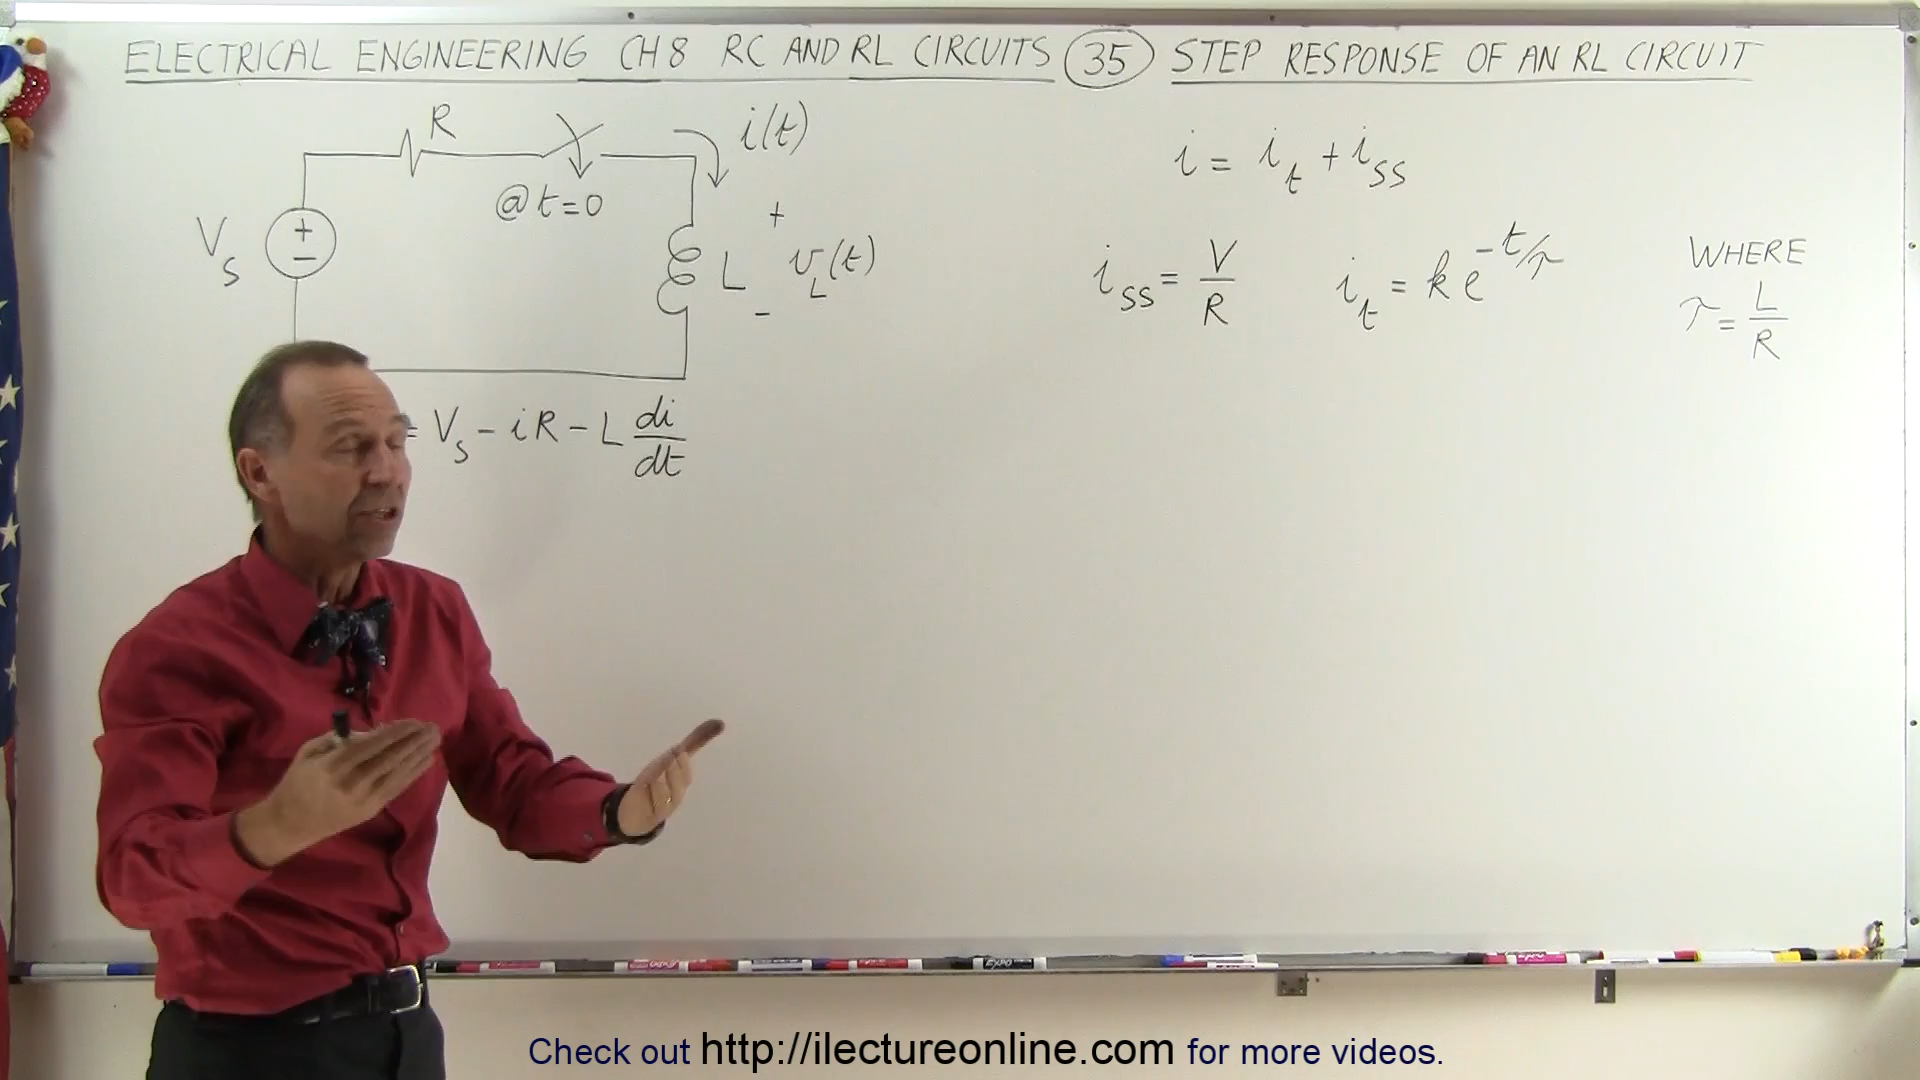 ELECTRICAL ENGINEERING CH 8 RC AND RL CIRCUITS 35 STEP RESPONSE OF AN RL CIRCUIT
R
i(t)
@t=0
V_S
+
−
L
+
v_L(t)
−
= V_S − iR − L di/dt
i = i_t + i_SS
i_SS = V/R
i_t = k e^{−t/τ}
WHERE
τ = L/R
EXPO
Check out http://ilectureonline.com for more videos.